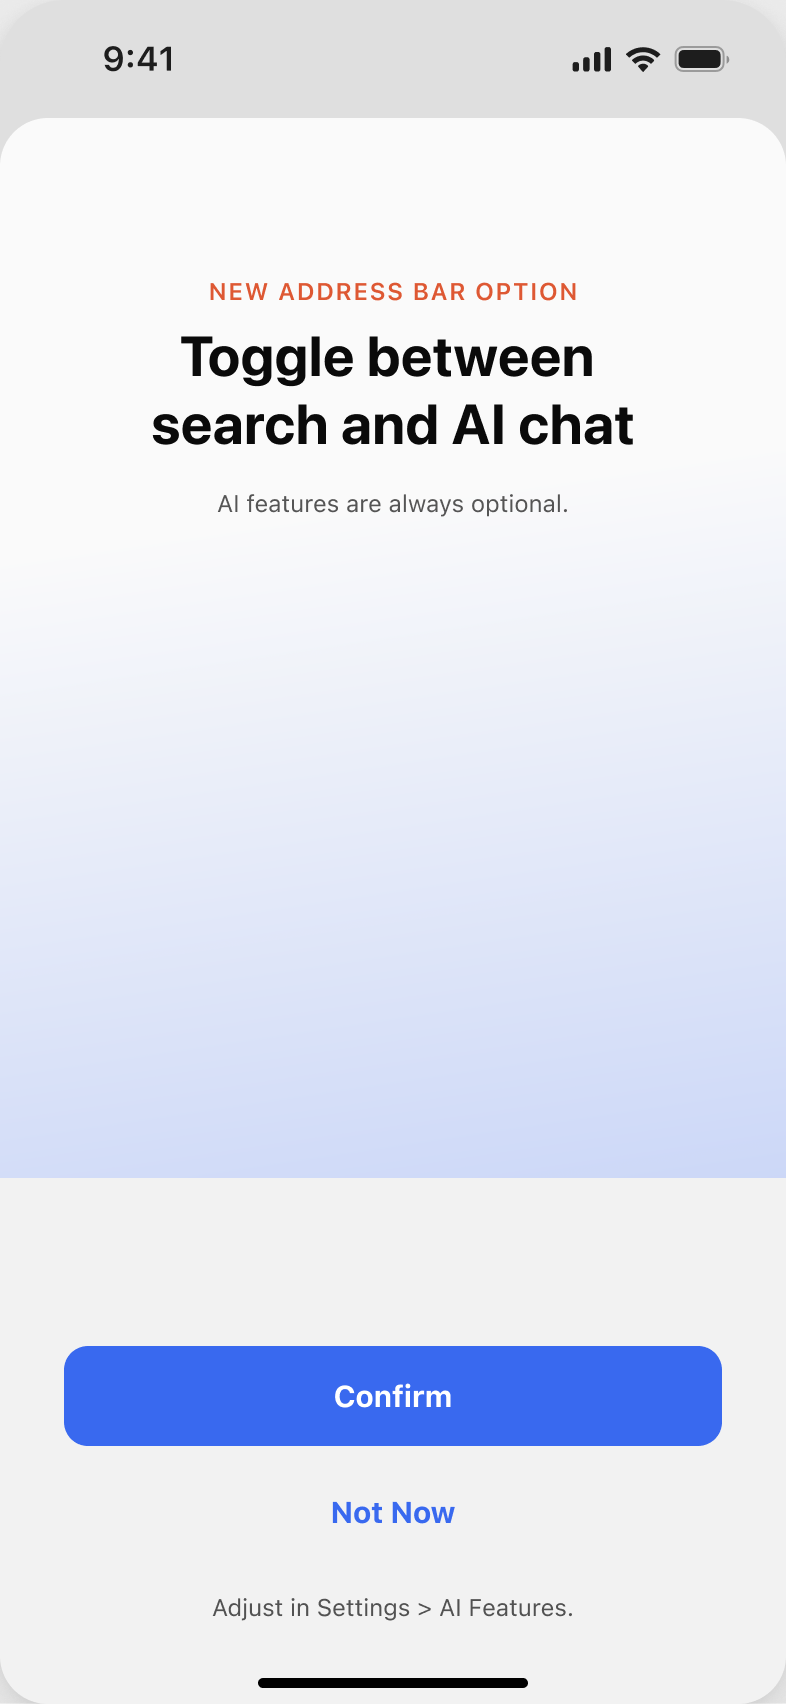 9:41
NEW ADDRESS BAR OPTION
Toggle between
search and AI chat
AI features are always optional.
Confirm
Not Now
Adjust in Settings > AI Features.